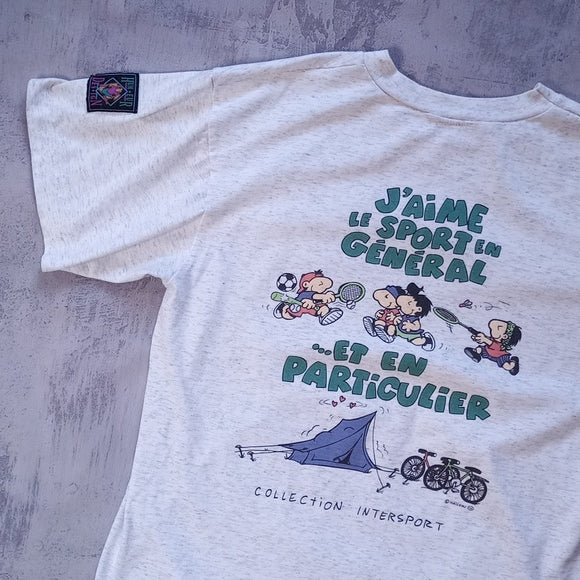 J'AIME
LE SPORT EN
GÉNÉRAL
...ET EN
PARTICULIER
COLLECTION INTERSPORT